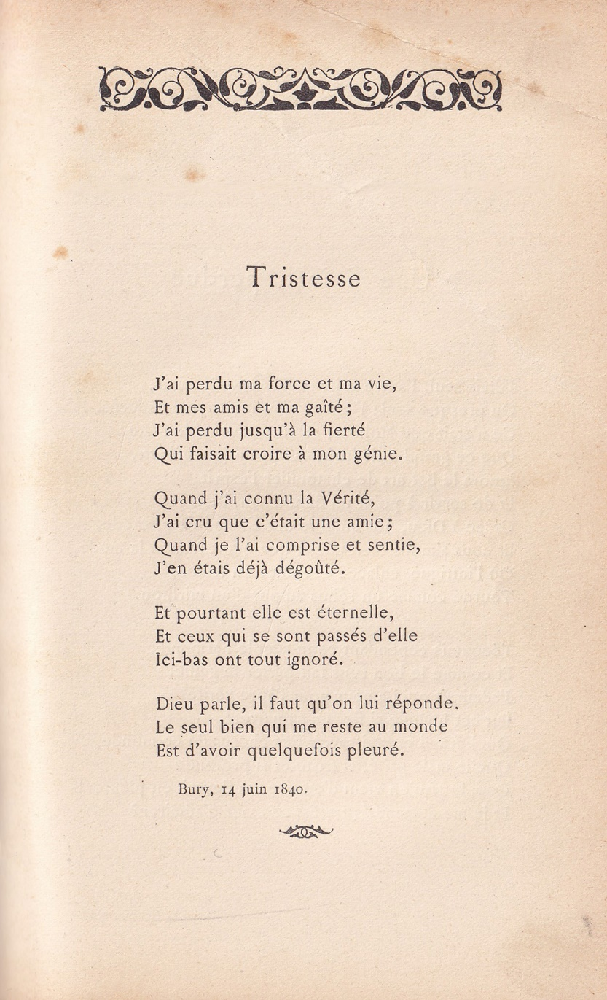 Tristesse
J’ai perdu ma force et ma vie,
Et mes amis et ma gaîté;
J’ai perdu jusqu’à la fierté
Qui faisait croire à mon génie.
Quand j’ai connu la Vérité,
J’ai cru que c’était une amie;
Quand je l’ai comprise et sentie,
J’en étais déjà dégoûté.
Et pourtant elle est éternelle,
Et ceux qui se sont passés d’elle
Ici-bas ont tout ignoré.
Dieu parle, il faut qu’on lui réponde.
Le seul bien qui me reste au monde
Est d’avoir quelquefois pleuré.
Bury, 14 juin 1840.